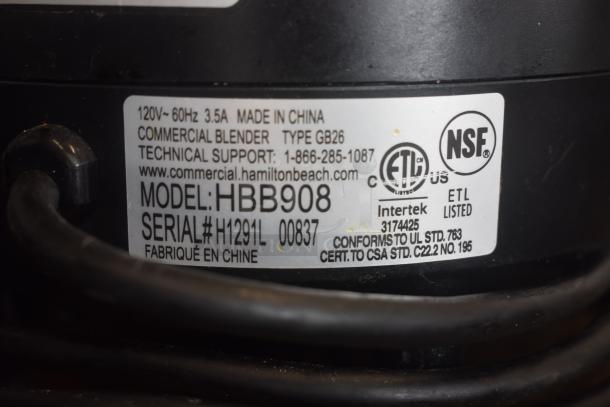 120V~ 60Hz 3.5A MADE IN CHINA
COMMERCIAL BLENDER TYPE GB26
TECHNICAL SUPPORT: 1-866-285-1087
www.commercial.hamiltonbeach.com
MODEL: HBB908
SERIAL# H1291L 00837
FABRIQUÉ EN CHINE
C ETL CM US
Intertek
3174425
ETL
LISTED
NSF®
CONFORMS TO UL STD. 763
CERT. TO CSA STD. C22.2 NO. 195